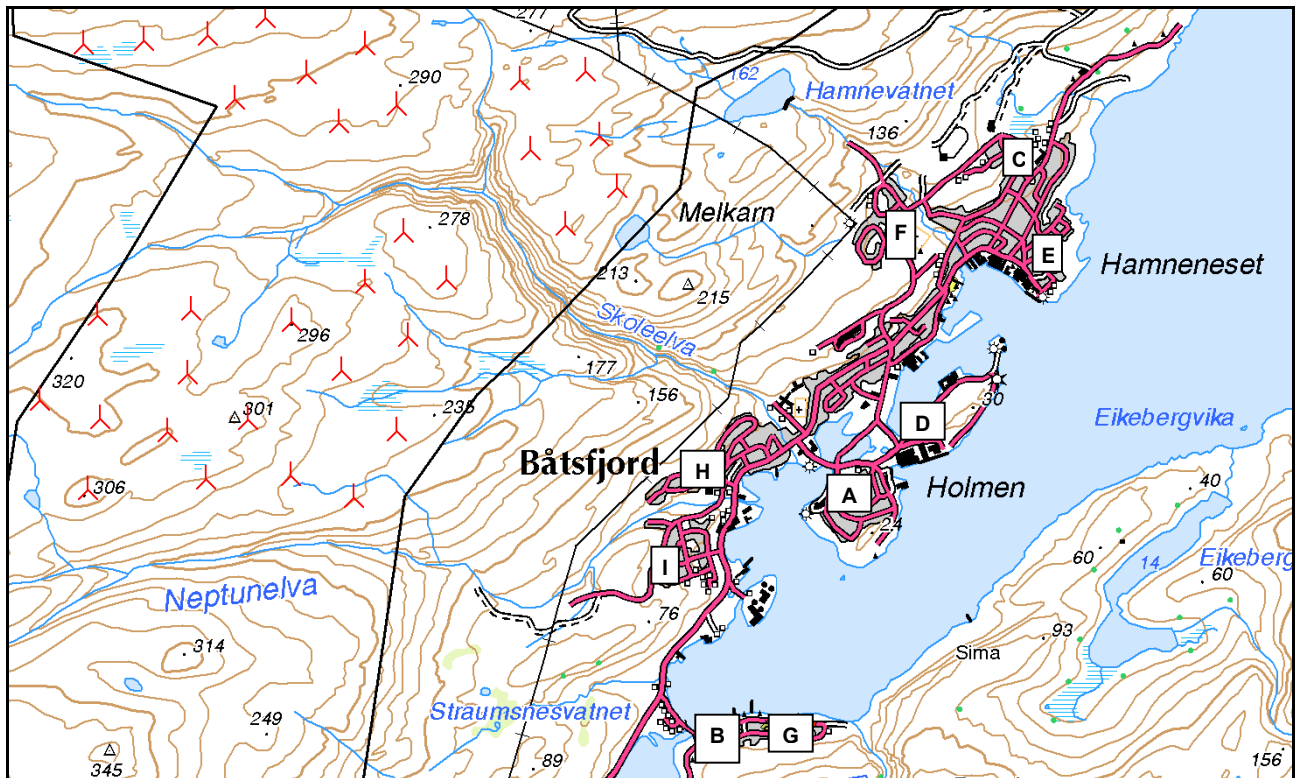 277
290
162
Hamnevatnet
136
C
278
Melkarn
F
E
Hamneneset
213
215
296
Skoleelva
320
177
156
30
301
235
D
Eikebergvika
Båtsfjord
H
A
Holmen
306
40
24
14
60
Eikeberg
60
I
Neptunelva
76
93
314
Sima
Straumsnesvatnet
249
B
G
345
89
156